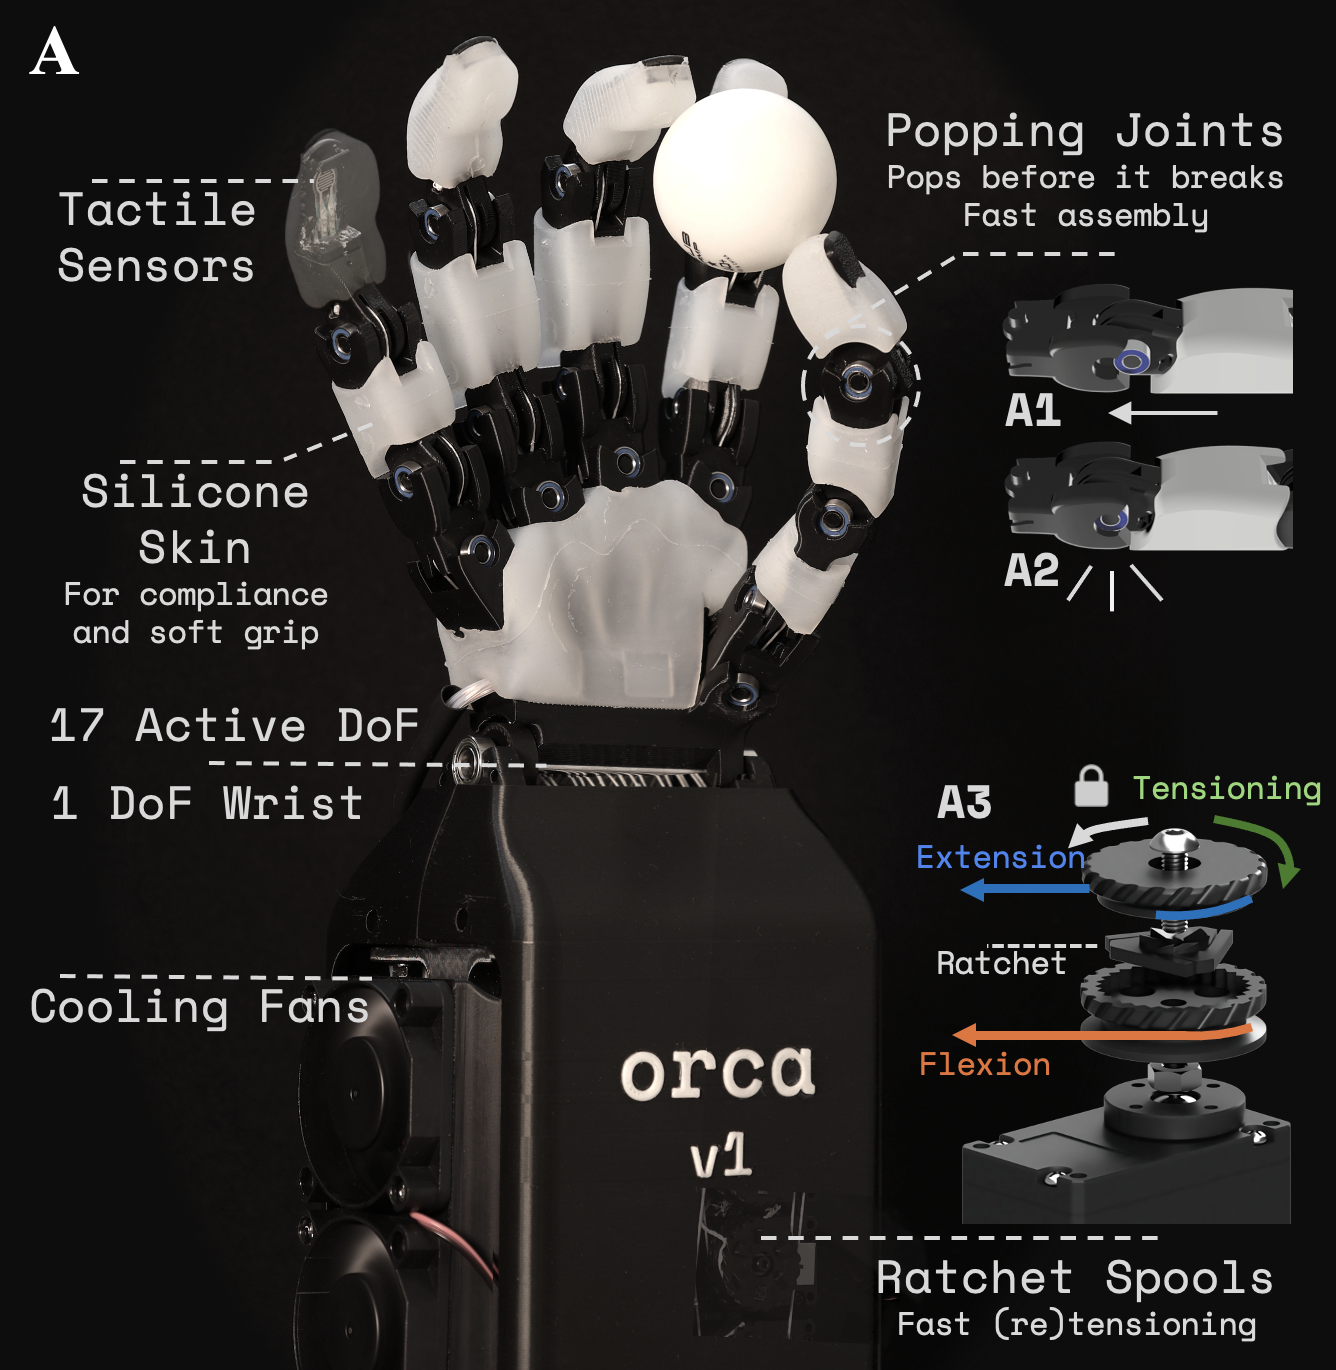 A
Tactile
Sensors
Popping Joints
Pops before it breaks
Fast assembly
A1
A2
Silicone
Skin
For compliance
and soft grip
17 Active DoF
1 DoF Wrist
A3
Tensioning
Extension
Ratchet
Flexion
Cooling Fans
orca
v1
Ratchet Spools
Fast (re)tensioning